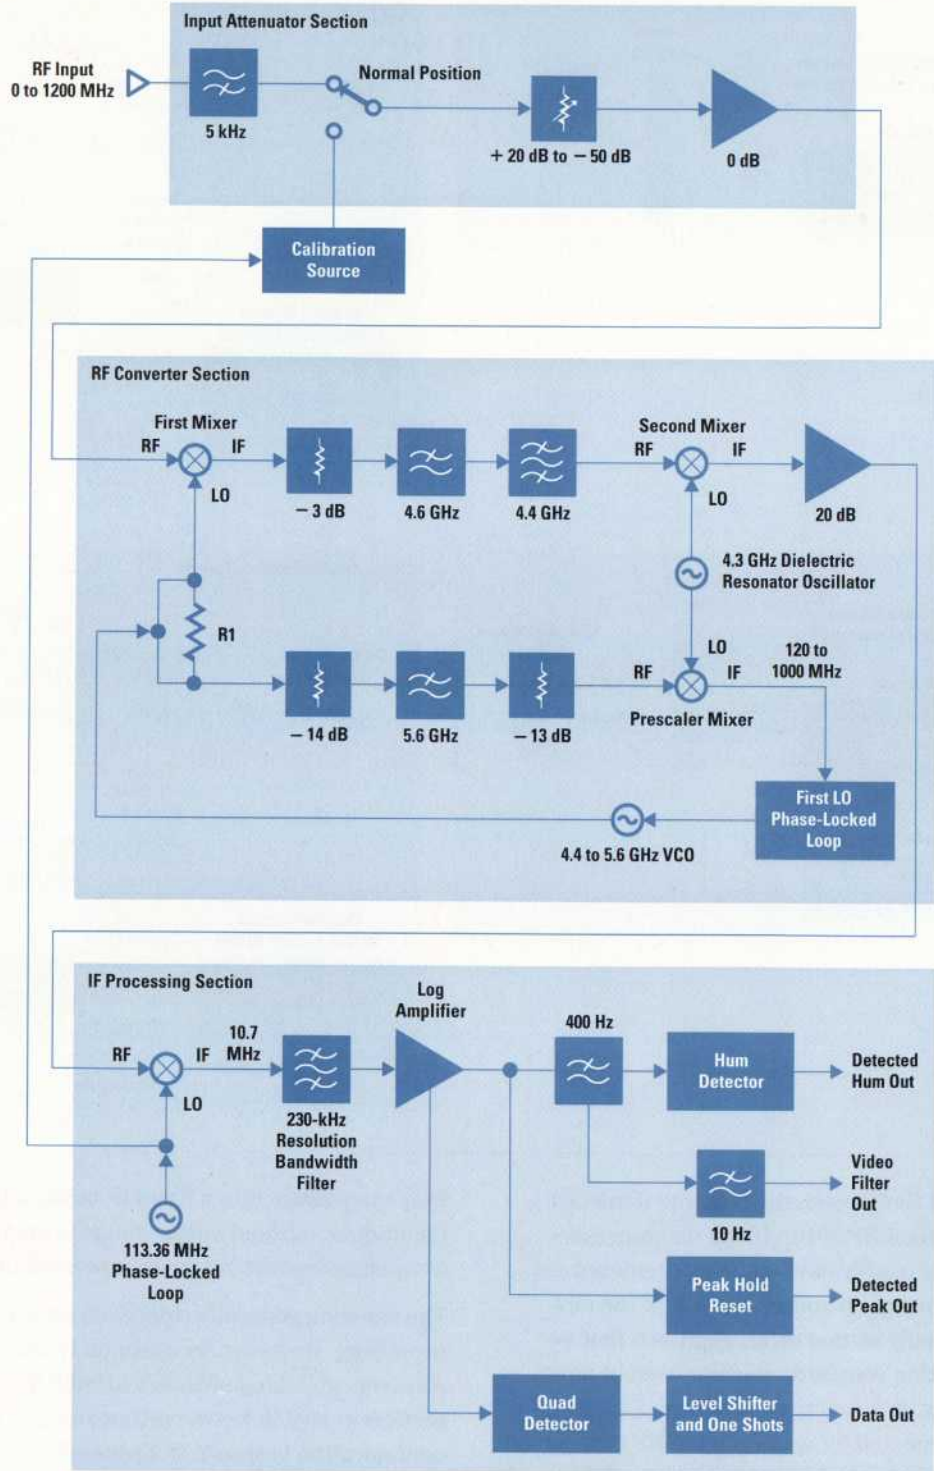 Input Attenuator Section
RF Input
0 to 1200 MHz
Normal Position
5 kHz
+ 20 dB to − 50 dB
0 dB
Calibration
Source
RF Converter Section
First Mixer
RF
IF
LO
− 3 dB
4.6 GHz
4.4 GHz
Second Mixer
RF
IF
LO
20 dB
4.3 GHz Dielectric
Resonator Oscillator
R1
− 14 dB
5.6 GHz
− 13 dB
LO
RF
IF
120 to
1000 MHz
Prescaler Mixer
First LO
Phase-Locked
Loop
4.4 to 5.6 GHz VCO
IF Processing Section
RF
IF
10.7
MHz
LO
230-kHz
Resolution
Bandwidth
Filter
Log
Amplifier
400 Hz
Hum
Detector
Detected
Hum Out
Video
Filter
Out
10 Hz
113.36 MHz
Phase-Locked
Loop
Peak Hold
Reset
Detected
Peak Out
Quad
Detector
Level Shifter
and One Shots
Data Out